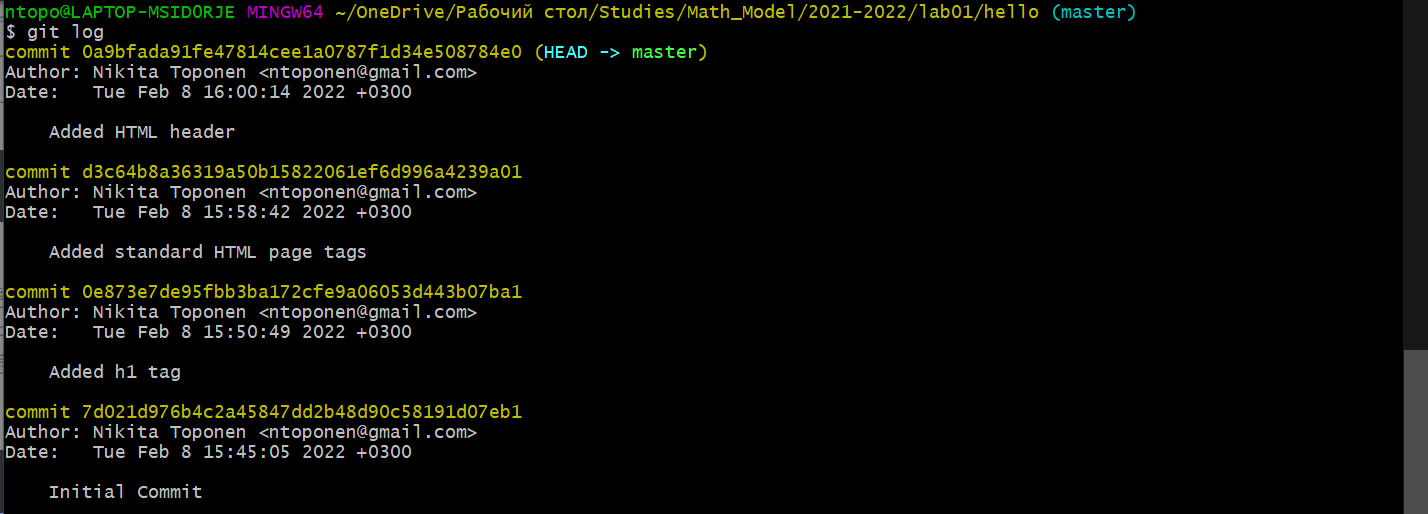 ntopo@LAPTOP-MSIDORJE MINGW64 ~/OneDrive/Рабочий стол/Studies/Math_Model/2021-2022/lab01/hello (master)
$ git log
commit 0a9bfada91fe47814cee1a0787f1d34e508784e0 (HEAD -> master)
Author: Nikita Toponen <ntoponen@gmail.com>
Date:   Tue Feb 8 16:00:14 2022 +0300

    Added HTML header

commit d3c64b8a36319a50b15822061ef6d996a4239a01
Author: Nikita Toponen <ntoponen@gmail.com>
Date:   Tue Feb 8 15:58:42 2022 +0300

    Added standard HTML page tags

commit 0e873e7de95fbb3ba172cfe9a06053d443b07ba1
Author: Nikita Toponen <ntoponen@gmail.com>
Date:   Tue Feb 8 15:50:49 2022 +0300

    Added h1 tag

commit 7d021d976b4c2a45847dd2b48d90c58191d07eb1
Author: Nikita Toponen <ntoponen@gmail.com>
Date:   Tue Feb 8 15:45:05 2022 +0300

    Initial Commit